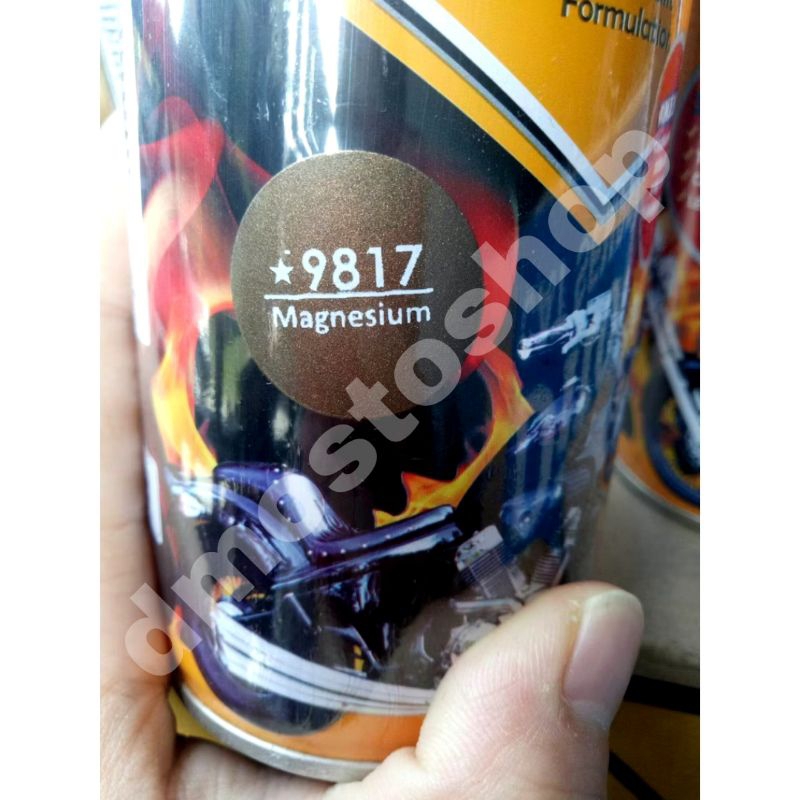 Formulation
★9817
Magnesium
dmostoshop